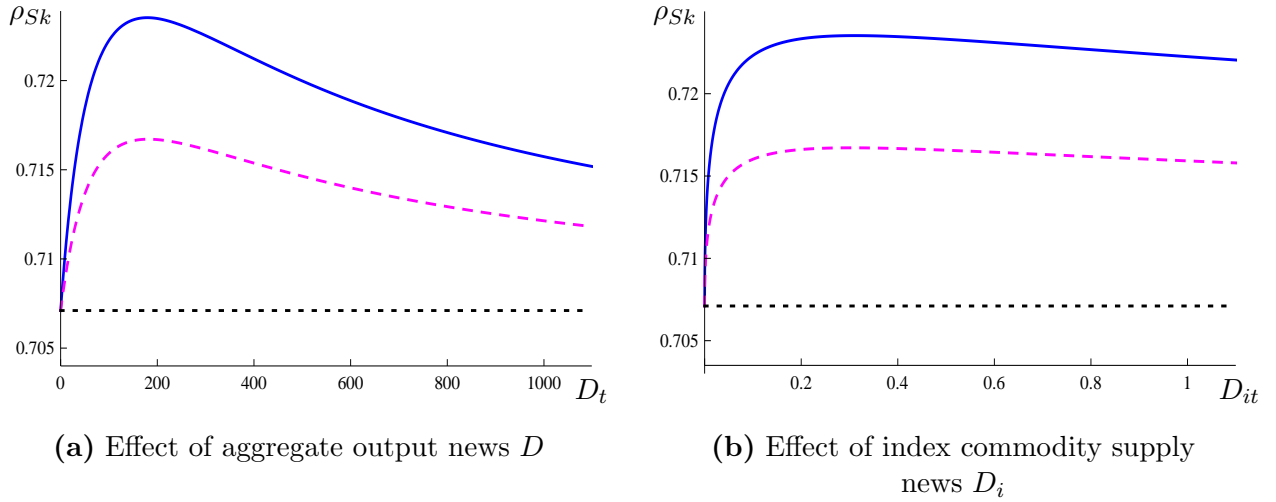 ρSk
0.72
0.715
0.71
0.705
0 200 400 600 800 1000 Dt
(a) Effect of aggregate output news D
ρSk
0.72
0.715
0.71
0.705
0.2 0.4 0.6 0.8 1 Dit
(b) Effect of index commodity supply
news Di